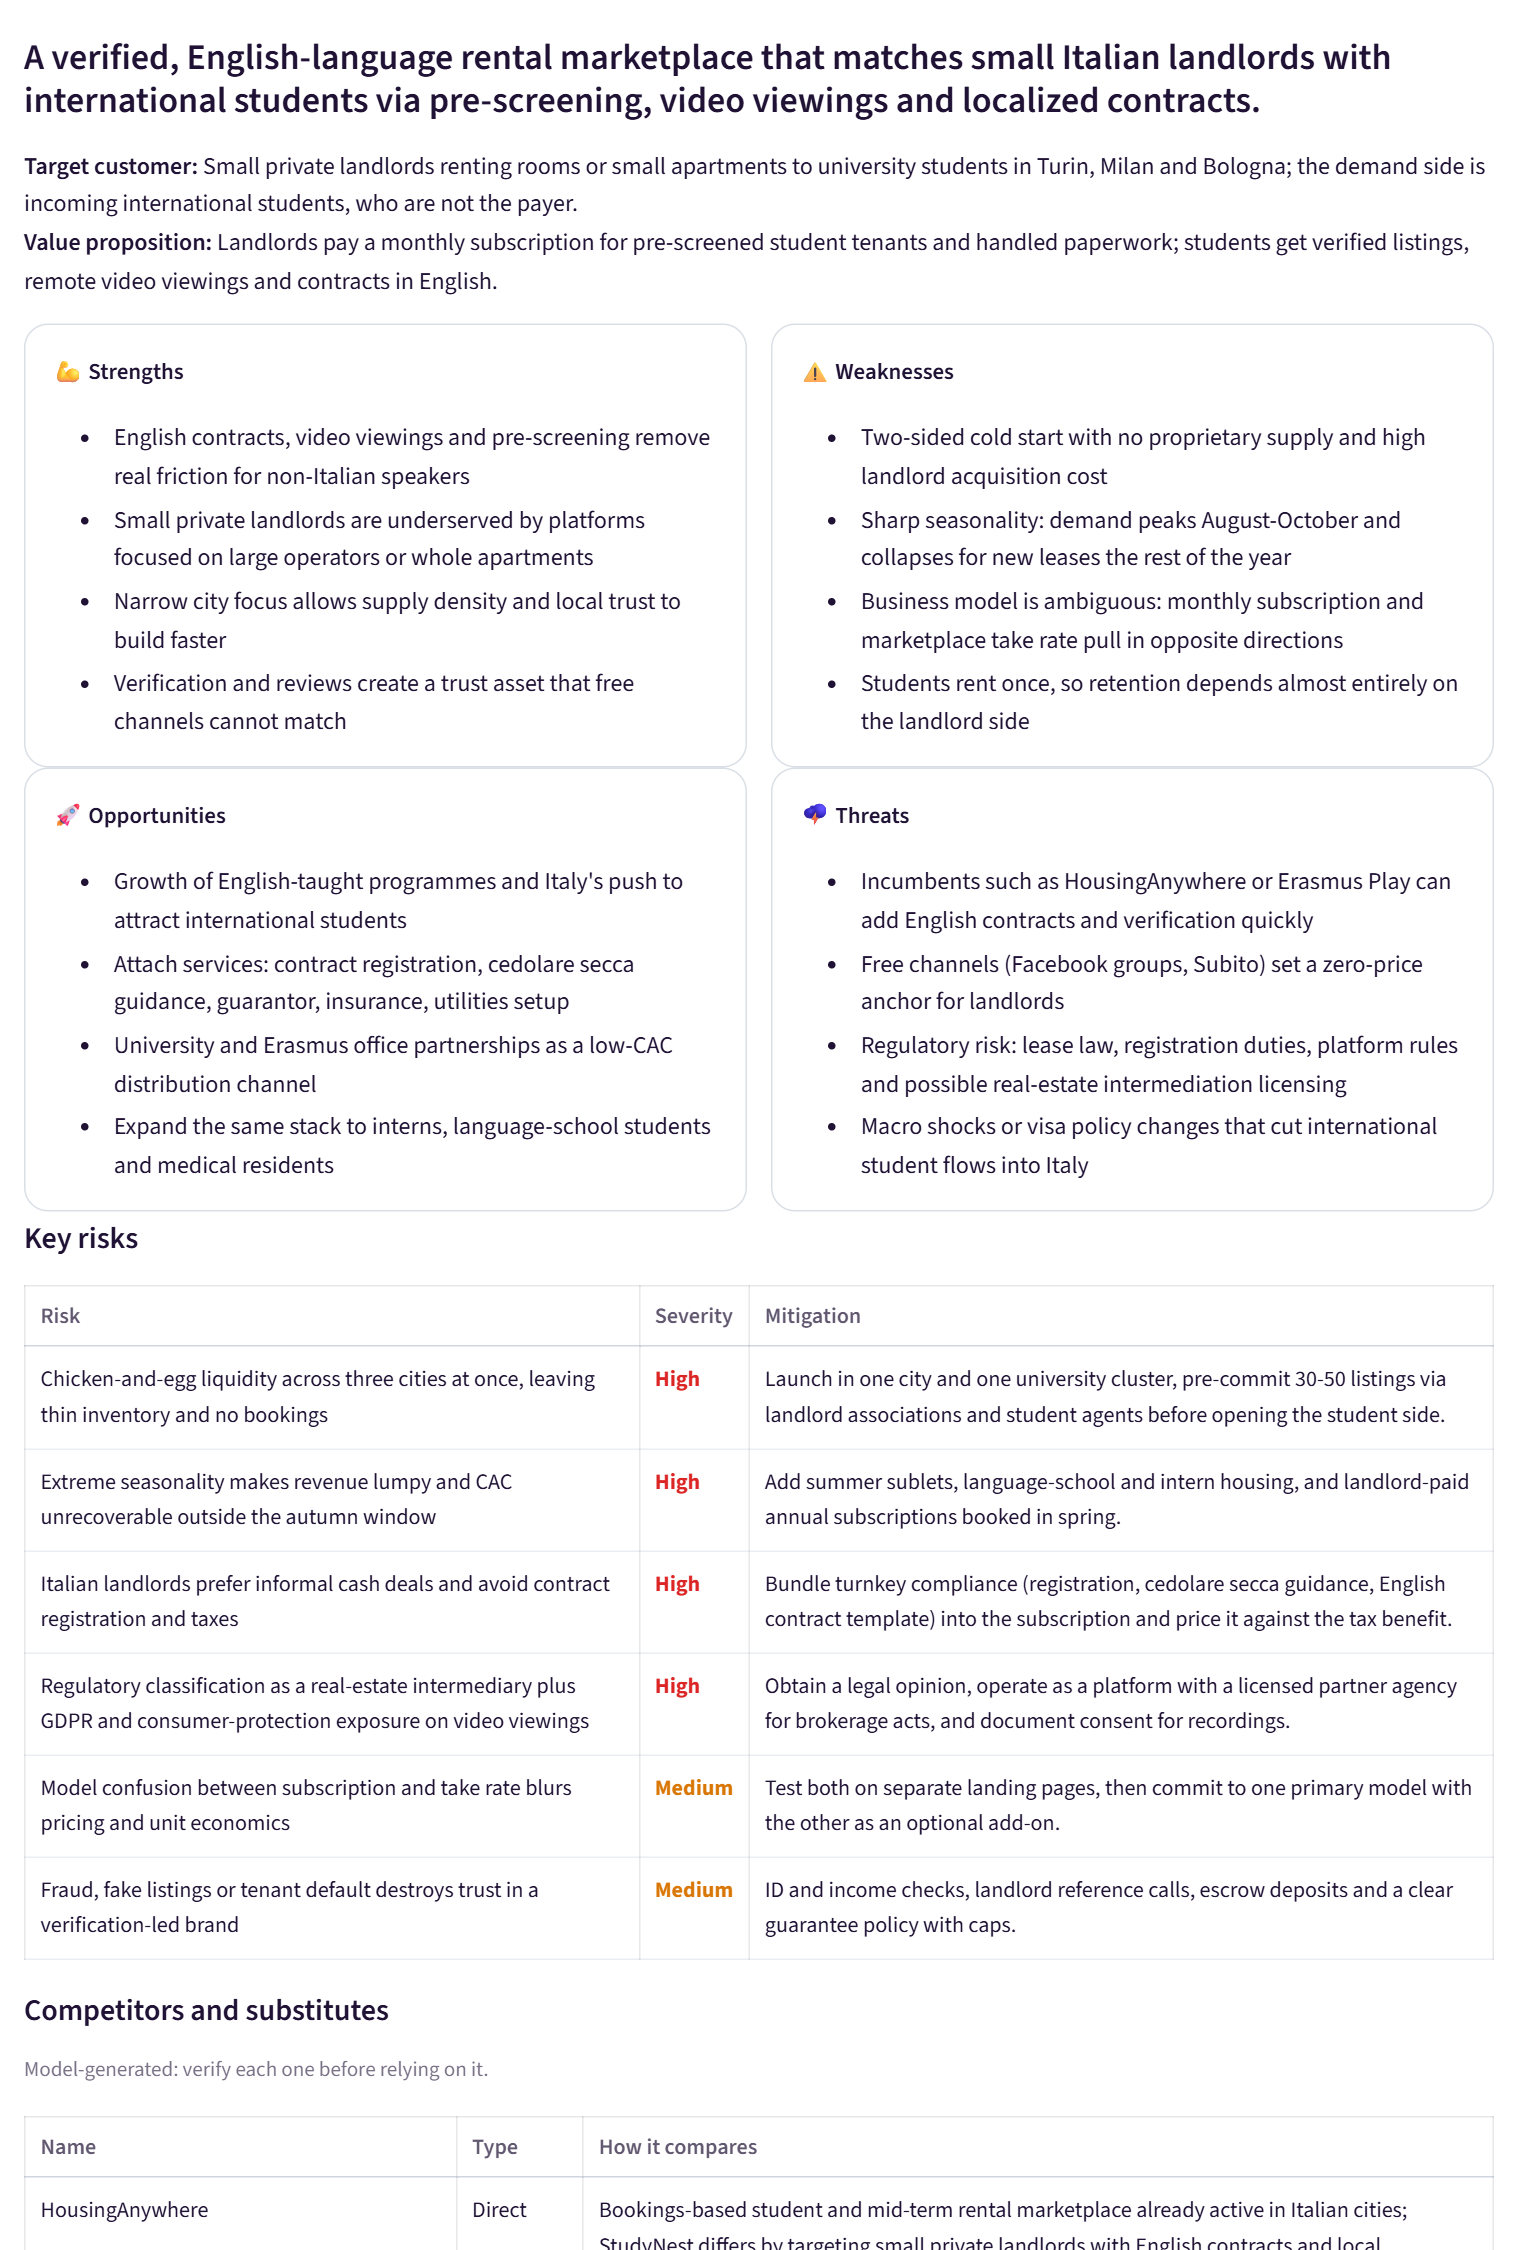 A verified, English-language rental marketplace that matches small Italian landlords with
international students via pre-screening, video viewings and localized contracts.
Target customer: Small private landlords renting rooms or small apartments to university students in Turin, Milan and Bologna; the demand side is
incoming international students, who are not the payer.
Value proposition: Landlords pay a monthly subscription for pre-screened student tenants and handled paperwork; students get verified listings,
remote video viewings and contracts in English.
💪 Strengths
• English contracts, video viewings and pre-screening remove
real friction for non-Italian speakers
• Small private landlords are underserved by platforms
focused on large operators or whole apartments
• Narrow city focus allows supply density and local trust to
build faster
• Verification and reviews create a trust asset that free
channels cannot match
⚠️ Weaknesses
• Two-sided cold start with no proprietary supply and high
landlord acquisition cost
• Sharp seasonality: demand peaks August-October and
collapses for new leases the rest of the year
• Business model is ambiguous: monthly subscription and
marketplace take rate pull in opposite directions
• Students rent once, so retention depends almost entirely on
the landlord side
🚀 Opportunities
• Growth of English-taught programmes and Italy's push to
attract international students
• Attach services: contract registration, cedolare secca
guidance, guarantor, insurance, utilities setup
• University and Erasmus office partnerships as a low-CAC
distribution channel
• Expand the same stack to interns, language-school students
and medical residents
🌩️ Threats
• Incumbents such as HousingAnywhere or Erasmus Play can
add English contracts and verification quickly
• Free channels (Facebook groups, Subito) set a zero-price
anchor for landlords
• Regulatory risk: lease law, registration duties, platform rules
and possible real-estate intermediation licensing
• Macro shocks or visa policy changes that cut international
student flows into Italy
Key risks
Risk Severity Mitigation
Chicken-and-egg liquidity across three cities at once, leaving
thin inventory and no bookings
High
Launch in one city and one university cluster, pre-commit 30-50 listings via
landlord associations and student agents before opening the student side.
Extreme seasonality makes revenue lumpy and CAC
unrecoverable outside the autumn window
High
Add summer sublets, language-school and intern housing, and landlord-paid
annual subscriptions booked in spring.
Italian landlords prefer informal cash deals and avoid contract
registration and taxes
High
Bundle turnkey compliance (registration, cedolare secca guidance, English
contract template) into the subscription and price it against the tax benefit.
Regulatory classification as a real-estate intermediary plus
GDPR and consumer-protection exposure on video viewings
High
Obtain a legal opinion, operate as a platform with a licensed partner agency
for brokerage acts, and document consent for recordings.
Model confusion between subscription and take rate blurs
pricing and unit economics
Medium
Test both on separate landing pages, then commit to one primary model with
the other as an optional add-on.
Fraud, fake listings or tenant default destroys trust in a
verification-led brand
Medium
ID and income checks, landlord reference calls, escrow deposits and a clear
guarantee policy with caps.
Competitors and substitutes
Model-generated: verify each one before relying on it.
Name Type How it compares
HousingAnywhere
Direct
Bookings-based student and mid-term rental marketplace already active in Italian cities;
StudyNest differs by targeting small private landlords with English contracts and local